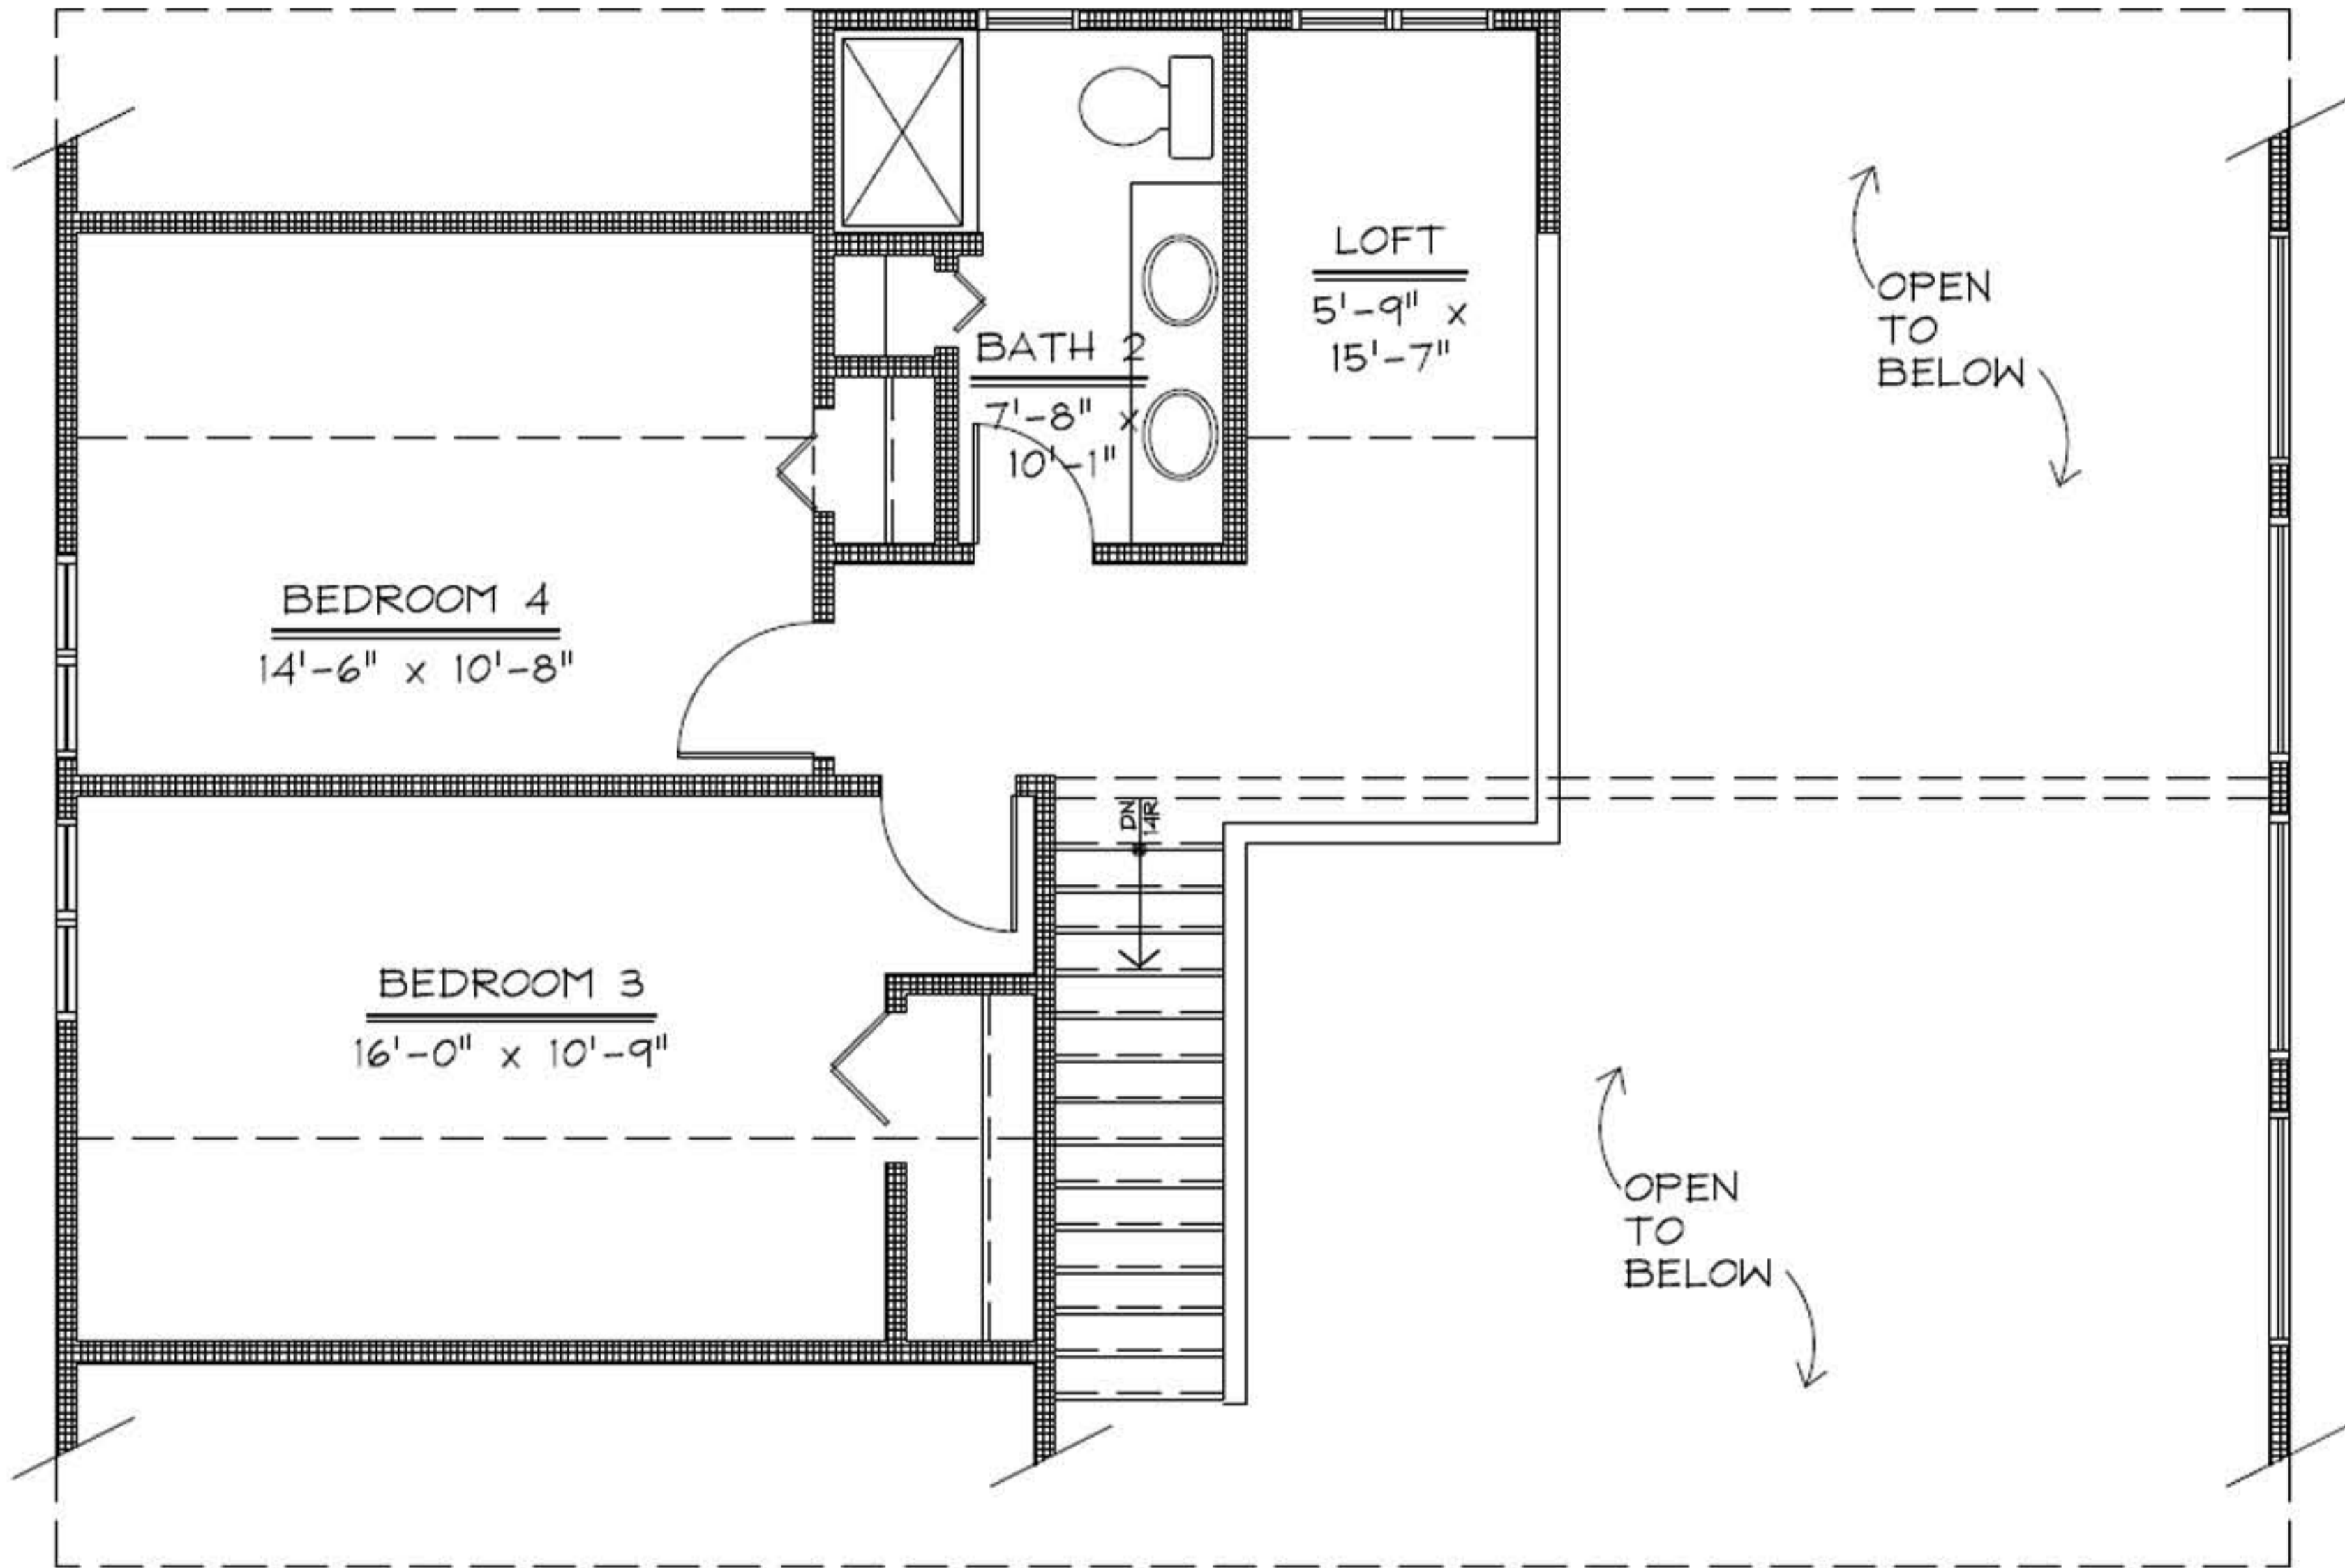 LOFT
5'-9" x
15'-7"
OPEN
TO
BELOW
BATH 2
7'-8" x
10'-1"
BEDROOM 4
14'-6" x 10'-8"
DN
14R
BEDROOM 3
16'-0" x 10'-9"
OPEN
TO
BELOW